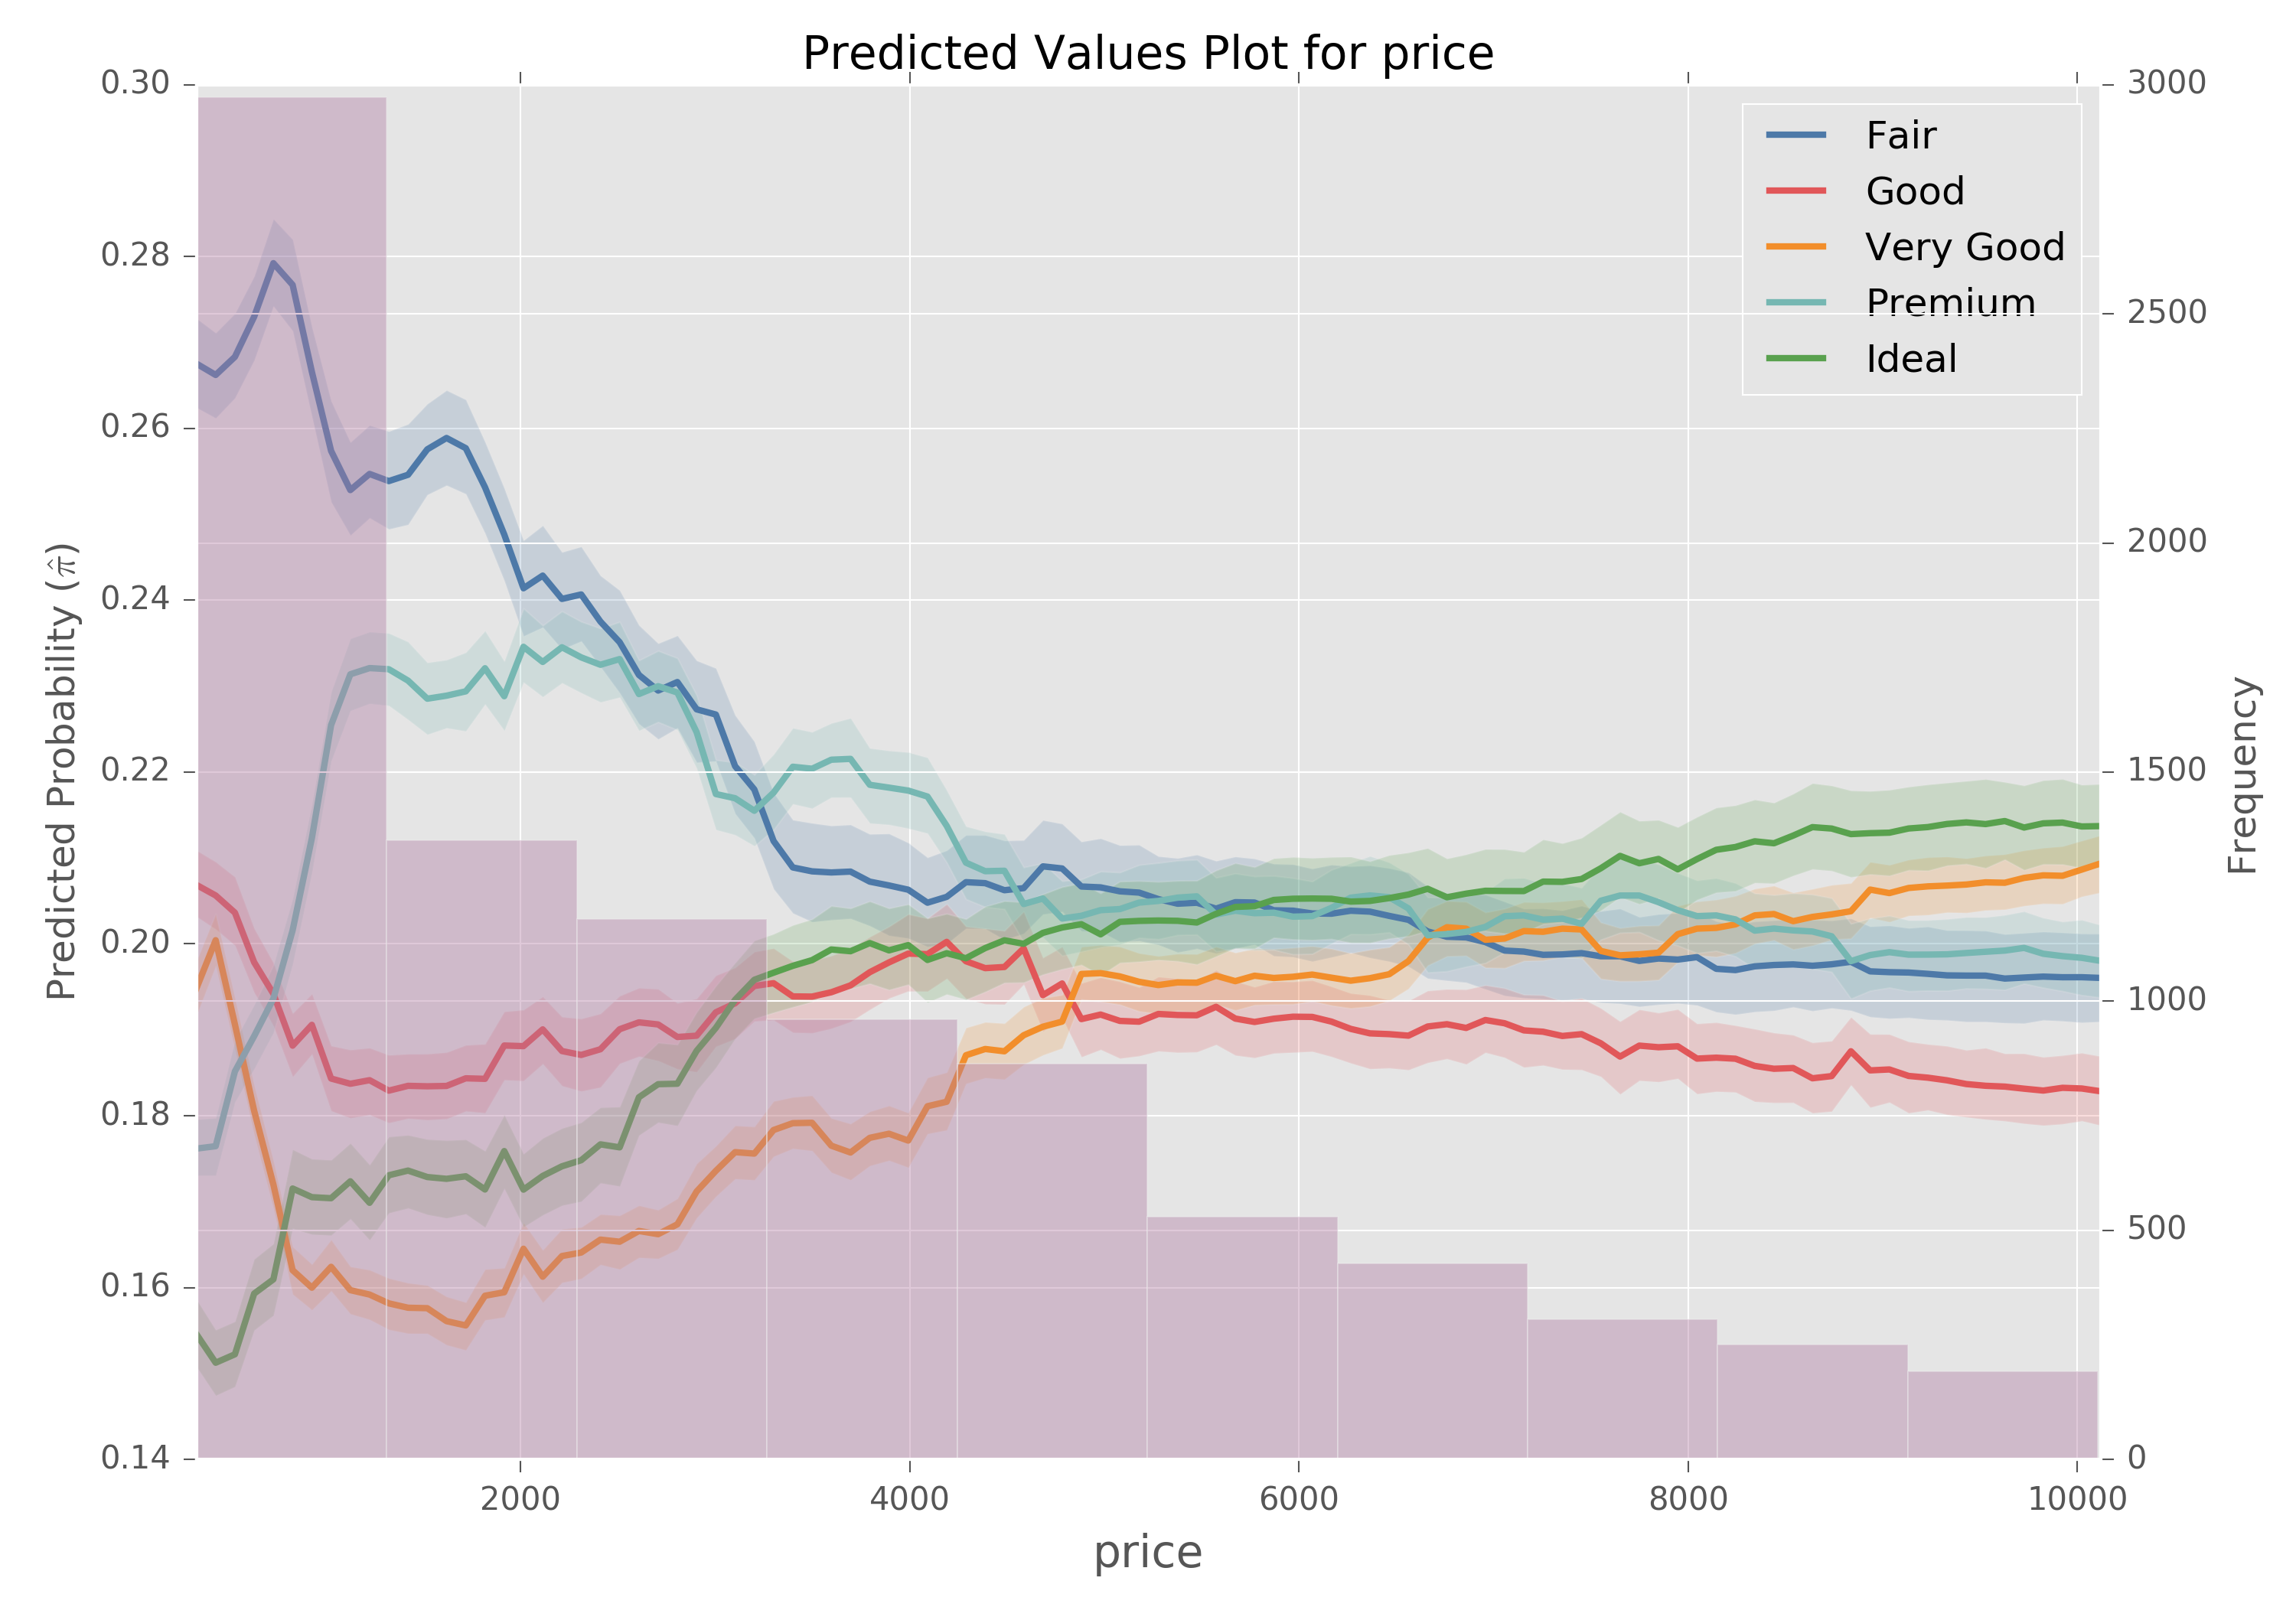 Predicted Values Plot for price
0.30
0.28
0.26
0.24
0.22
0.20
0.18
0.16
0.14
Predicted Probability (π̂)
3000
2500
2000
1500
1000
500
0
Frequency
Fair
Good
Very Good
Premium
Ideal
2000
4000
6000
8000
10000
price